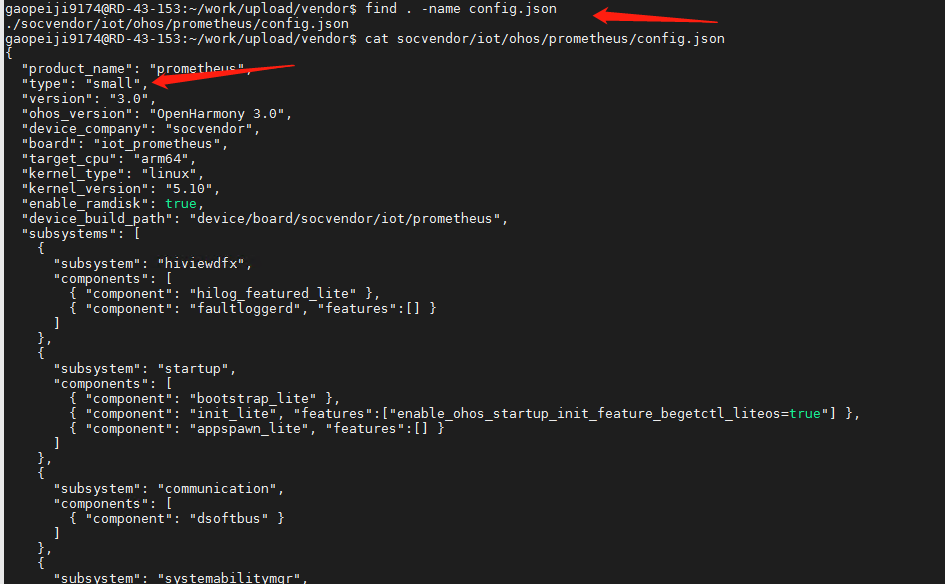 gaopeiji9174@RD-43-153:~/work/upload/vendor$ find . -name config.json
./socvendor/iot/ohos/prometheus/config.json
gaopeiji9174@RD-43-153:~/work/upload/vendor$ cat socvendor/iot/ohos/prometheus/config.json
{
  "product_name": "prometheus",
  "type": "small",
  "version": "3.0",
  "ohos_version": "OpenHarmony 3.0",
  "device_company": "socvendor",
  "board": "iot_prometheus",
  "target_cpu": "arm64",
  "kernel_type": "linux",
  "kernel_version": "5.10",
  "enable_ramdisk": true,
  "device_build_path": "device/board/socvendor/iot/prometheus",
  "subsystems": [
    {
      "subsystem": "hiviewdfx",
      "components": [
        { "component": "hilog_featured_lite" },
        { "component": "faultloggerd", "features":[] }
      ]
    },
    {
      "subsystem": "startup",
      "components": [
        { "component": "bootstrap_lite" },
        { "component": "init_lite", "features":["enable_ohos_startup_init_feature_begetctl_liteos=true"] },
        { "component": "appspawn_lite", "features":[] }
      ]
    },
    {
      "subsystem": "communication",
      "components": [
        { "component": "dsoftbus" }
      ]
    },
    {
      "subsystem": "systemabilitymgr",